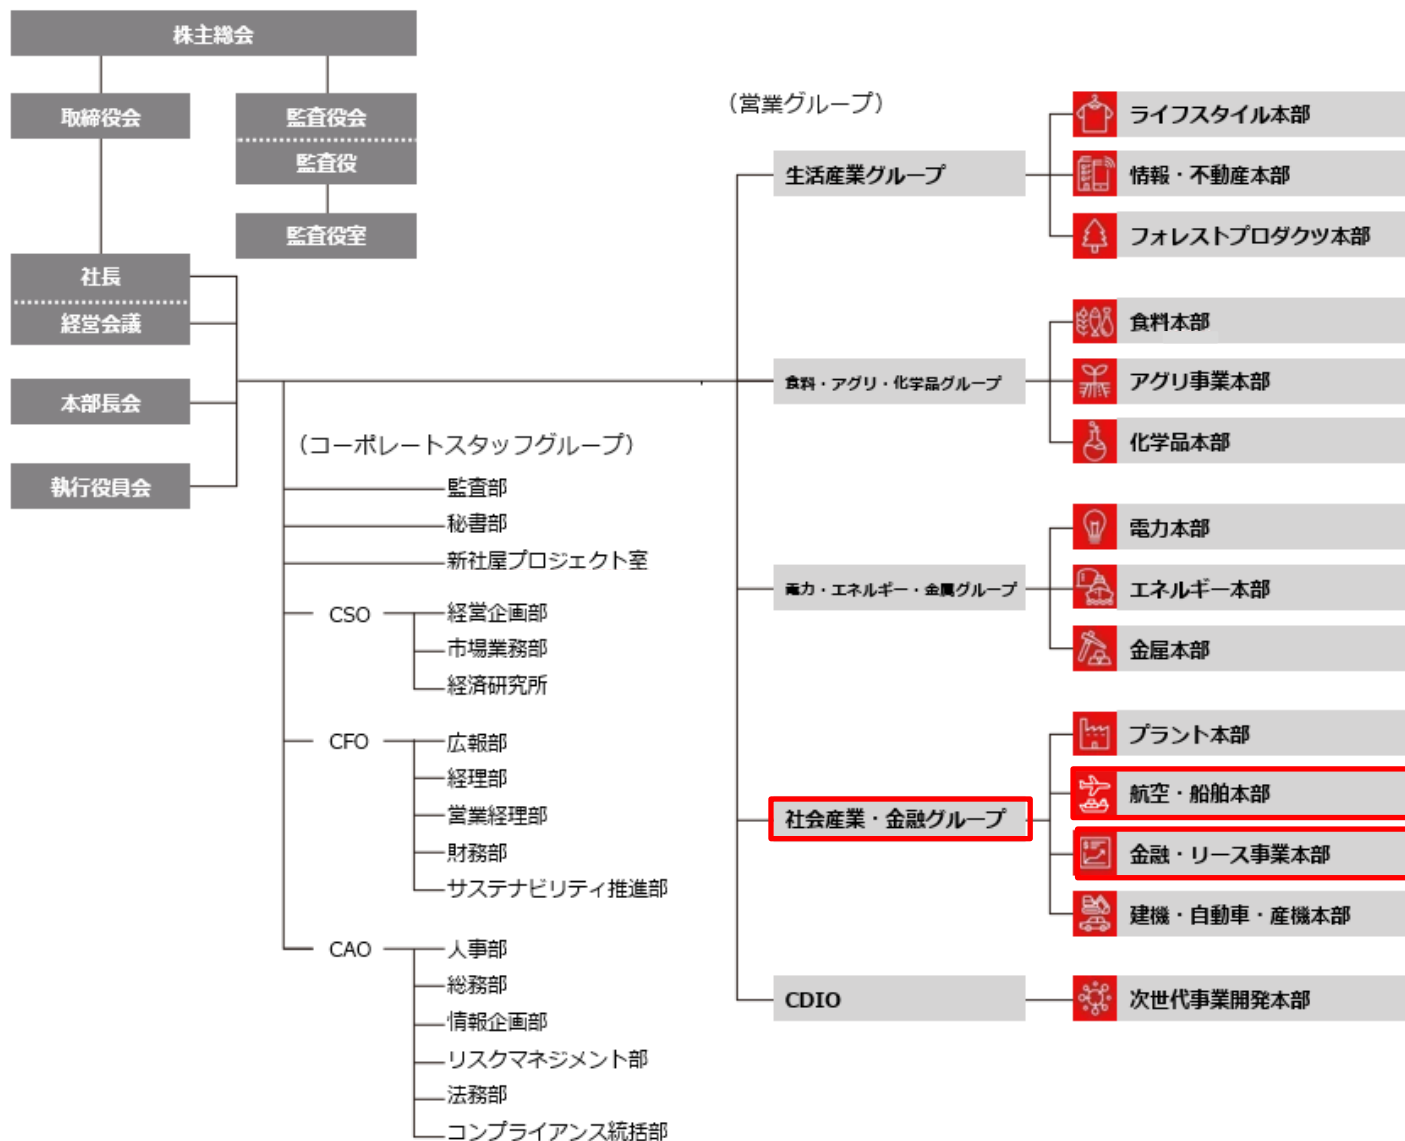 株主総会
取締役会
監査役会
監査役
監査役室
社長
経営会議
本部長会
執行役員会
（コーポレートスタッフグループ）
監査部
秘書部
新社屋プロジェクト室
CSO
経営企画部
市場業務部
経済研究所
CFO
広報部
経理部
営業経理部
財務部
サステナビリティ推進部
CAO
人事部
総務部
情報企画部
リスクマネジメント部
法務部
コンプライアンス統括部
（営業グループ）
生活産業グループ
ライフスタイル本部
情報・不動産本部
フォレストプロダクツ本部
食料・アグリ・化学品グループ
食料本部
アグリ事業本部
化学品本部
電力・エネルギー・金属グループ
電力本部
エネルギー本部
金属本部
社会産業・金融グループ
プラント本部
航空・船舶本部
金融・リース事業本部
建機・自動車・産機本部
CDIO
次世代事業開発本部